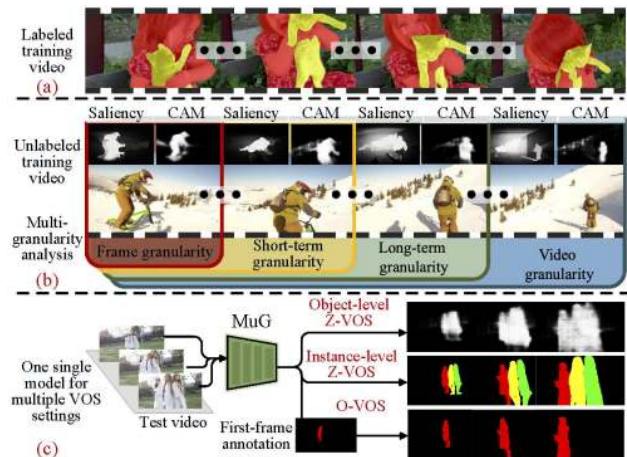 Labeled
training
video
(a)
Saliency CAM Saliency CAM Saliency CAM Saliency CAM
Unlabeled
training
video
Multi-
granularity
analysis
(b)
Frame granularity
Short-term
granularity
Long-term
granularity
Video
granularity
One single
model for
multiple VOS
settings
(c)
Test video
MuG
Object-level
Z-VOS
Instance-level
Z-VOS
O-VOS
First-frame
annotation